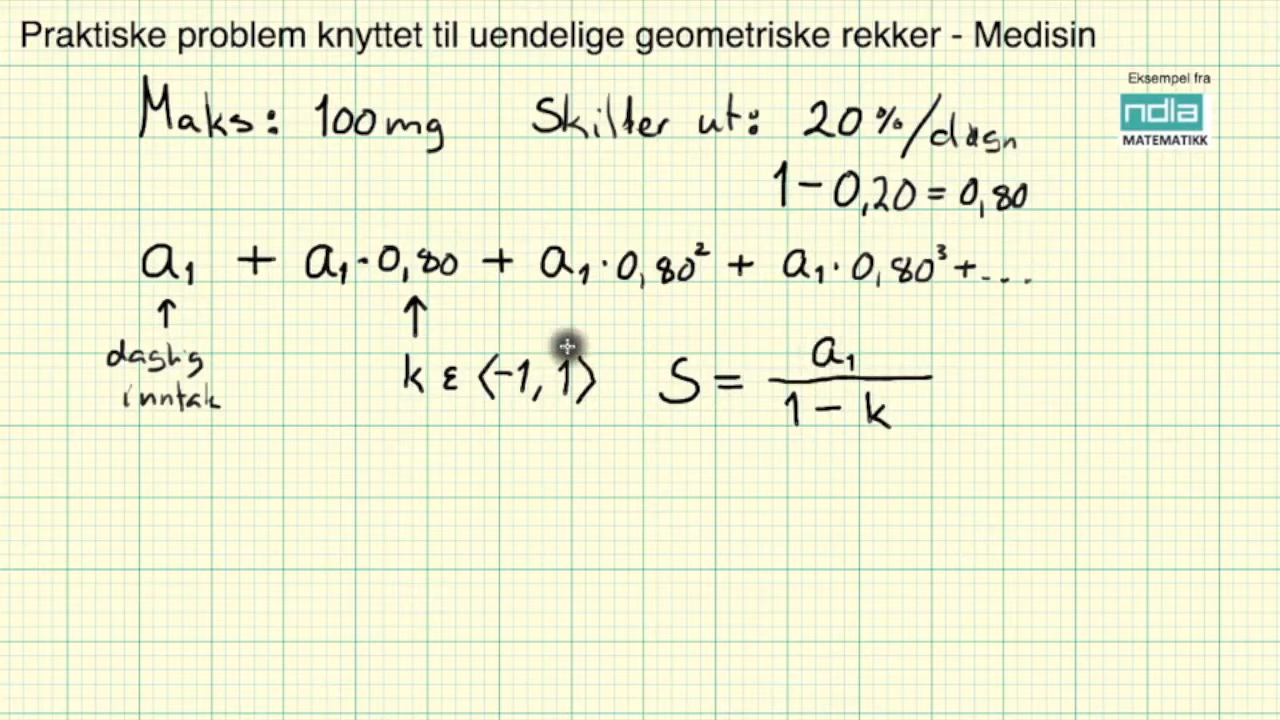 Praktiske problem knyttet til uendelige geometriske rekker - Medisin
Eksempel fra
ndla
MATEMATIKK
Maks: 100 mg Skiller ut: 20 %/døgn
1 - 0,20 = 0,80
a₁ + a₁ · 0,80 + a₁ · 0,80² + a₁ · 0,80³ + ...
↑ ↑
daglig
inntak
k ε ⟨-1, 1⟩ S = a₁
1 - k